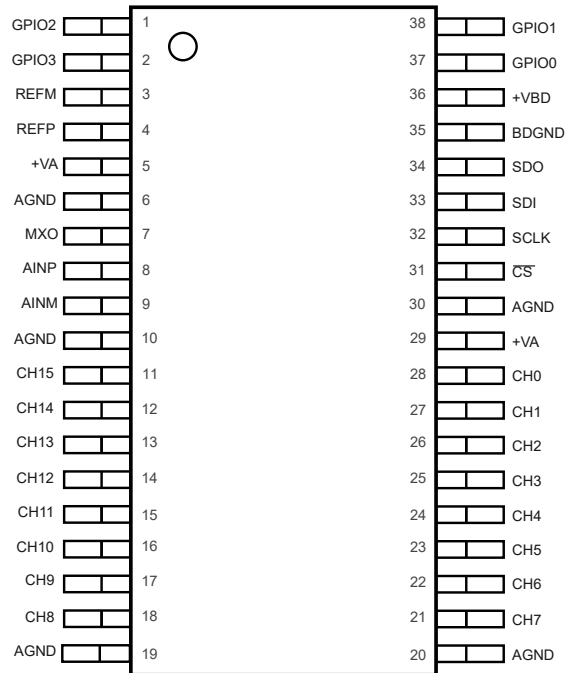 GPIO2 1 38 GPIO1
GPIO3 2 37 GPIO0
REFM 3 36 +VBD
REFP 4 35 BDGND
+VA 5 34 SDO
AGND 6 33 SDI
MXO 7 32 SCLK
AINP 8 31 C̅S̅
AINM 9 30 AGND
AGND 10 29 +VA
CH15 11 28 CH0
CH14 12 27 CH1
CH13 13 26 CH2
CH12 14 25 CH3
CH11 15 24 CH4
CH10 16 23 CH5
CH9 17 22 CH6
CH8 18 21 CH7
AGND 19 20 AGND